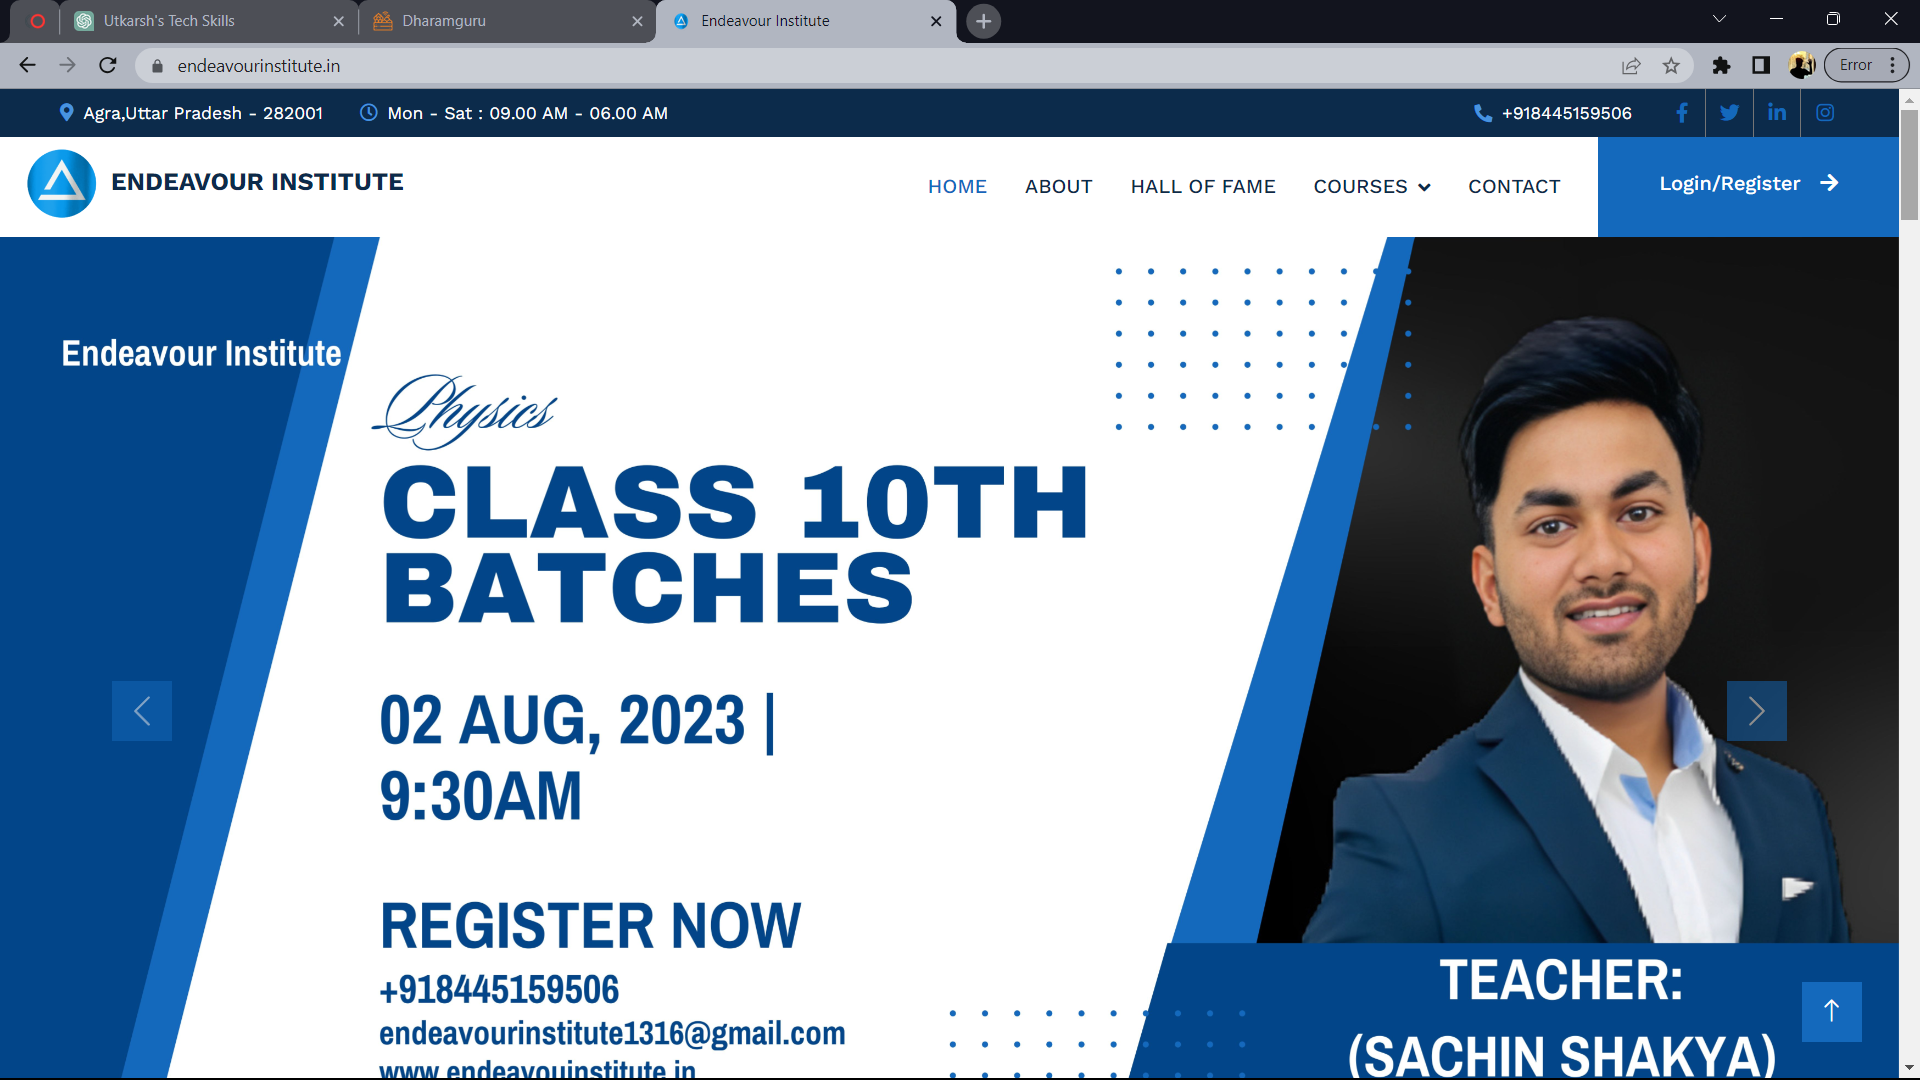 Utkarsh's Tech Skills
Dharamguru
Endeavour Institute
endeavourinstitute.in
Error
Agra,Uttar Pradesh - 282001
Mon - Sat : 09.00 AM - 06.00 AM
+918445159506
ENDEAVOUR INSTITUTE
HOME
ABOUT
HALL OF FAME
COURSES
CONTACT
Login/Register
Endeavour Institute
Physics
CLASS 10TH
BATCHES
02 AUG, 2023 |
9:30AM
REGISTER NOW
+918445159506
endeavourinstitute1316@gmail.com
www.endeavouinstitute.in
TEACHER:
(SACHIN SHAKYA)